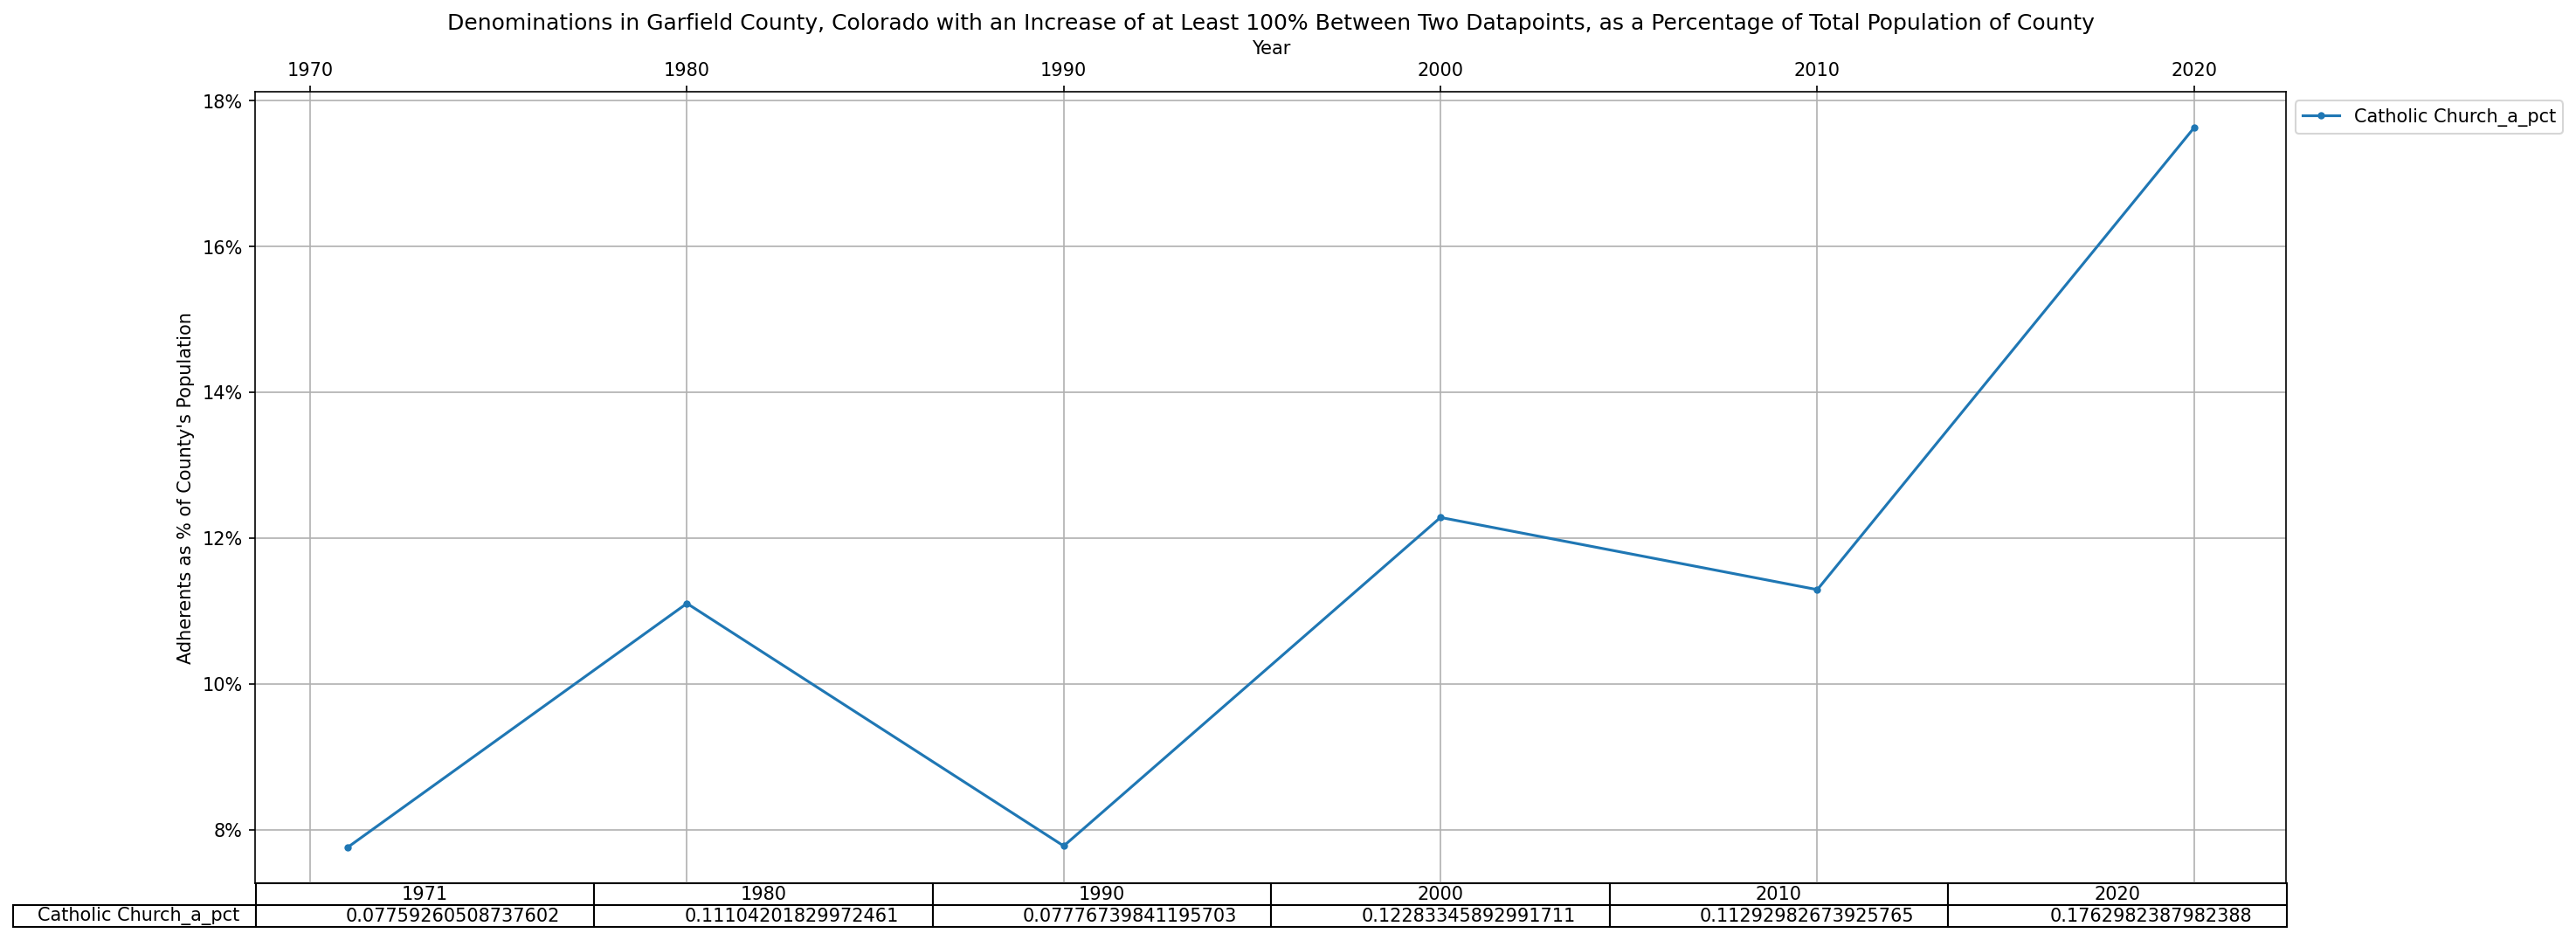 Denominations in Garfield County, Colorado with an Increase of at Least 100% Between Two Datapoints, as a Percentage of Total Population of County
Year
1970 1980 1990 2000 2010 2020
Catholic Church_a_pct
18%
16%
14%
12%
10%
8%
Adherents as % of County's Population
1971 1980 1990 2000 2010 2020
Catholic Church_a_pct 0.07759260508737602 0.11104201829972461 0.07776739841195703 0.12283345892991711 0.11292982673925765 0.1762982387982388